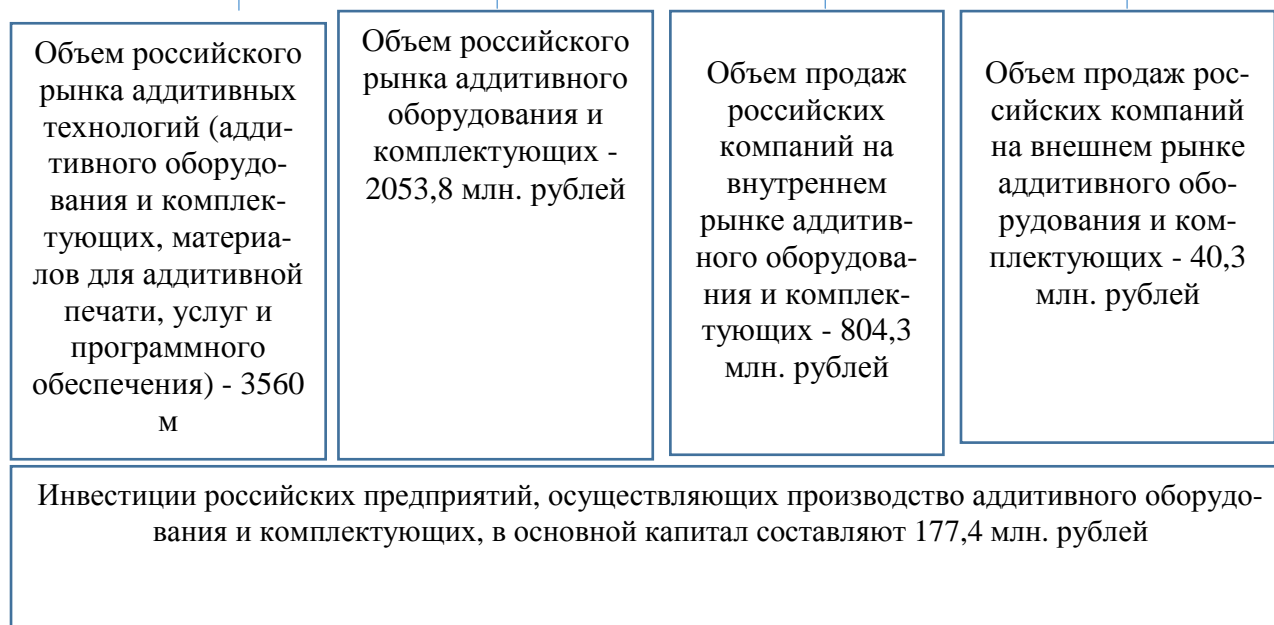 Объем российского
рынка аддитивных
технологий (адди-
тивного оборудо-
вания и комплек-
тующих, материа-
лов для аддитивной
печати, услуг и
программного
обеспечения) - 3560
м
Объем российского
рынка аддитивного
оборудования и
комплектующих -
2053,8 млн. рублей
Объем продаж
российских
компаний на
внутреннем
рынке аддитив-
ного оборудова-
ния и комплек-
тующих - 804,3
млн. рублей
Объем продаж рос-
сийских компаний
на внешнем рынке
аддитивного обо-
рудования и ком-
плектующих - 40,3
млн. рублей
Инвестиции российских предприятий, осуществляющих производство аддитивного оборудо-
вания и комплектующих, в основной капитал составляют 177,4 млн. рублей